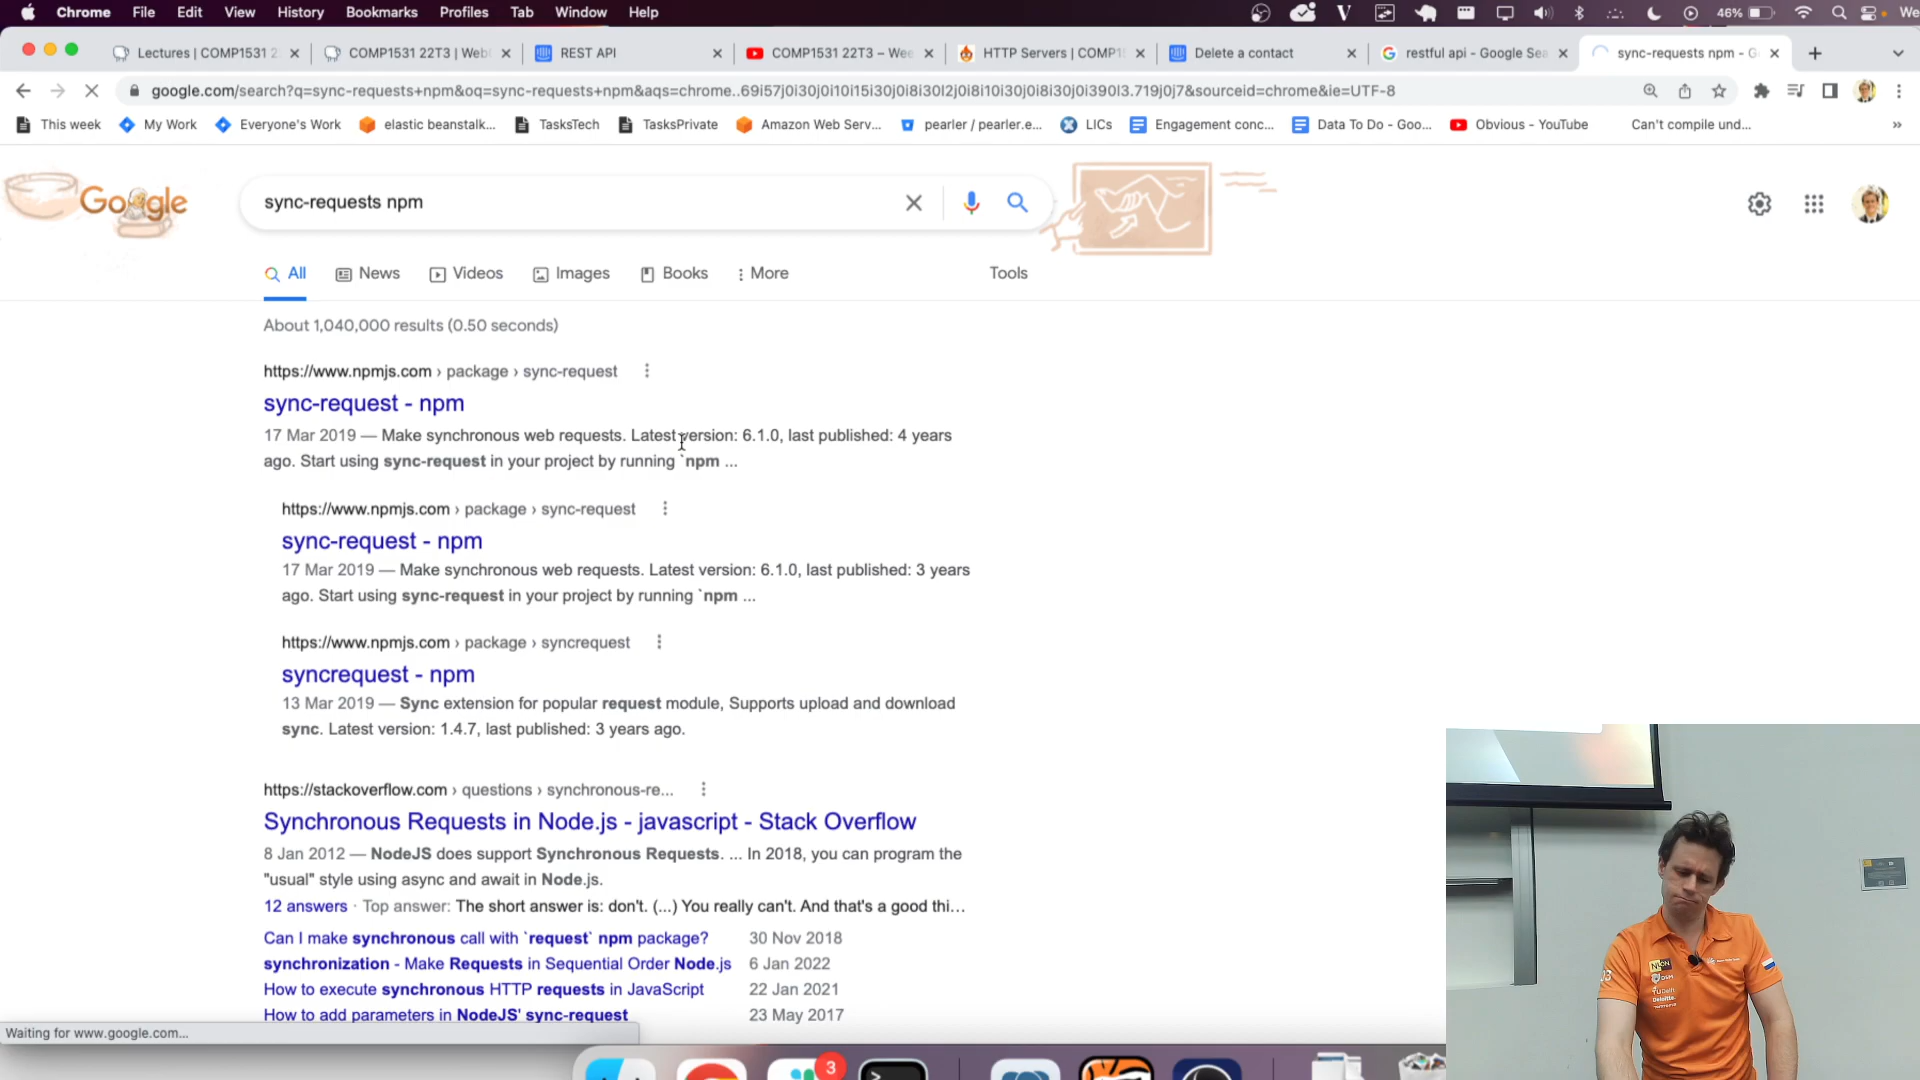 Chrome File Edit View History Bookmarks Profiles Tab Window Help 46% We
Lectures | COMP1531 2 COMP1531 22T3 | Web REST API COMP1531 22T3 – Wee HTTP Servers | COMP1 Delete a contact restful api - Google Sea sync-requests npm - G
google.com/search?q=sync-requests+npm&oq=sync-requests+npm&aqs=chrome..69i57j0i30j0i10i15i30j0i8i30l2j0i8i10i30j0i8i30j0i390l3.719j0j7&sourceid=chrome&ie=UTF-8
This week My Work Everyone's Work elastic beanstalk... TasksTech TasksPrivate Amazon Web Serv... pearler / pearler.e... LICs Engagement conc... Data To Do - Goo... Obvious - YouTube Can't compile und... »
Google
sync-requests npm
All News Videos Images Books More Tools
About 1,040,000 results (0.50 seconds)
https://www.npmjs.com › package › sync-request
sync-request - npm
17 Mar 2019 — Make synchronous web requests. Latest version: 6.1.0, last published: 4 years
ago. Start using sync-request in your project by running `npm ...
https://www.npmjs.com › package › sync-request
sync-request - npm
17 Mar 2019 — Make synchronous web requests. Latest version: 6.1.0, last published: 3 years
ago. Start using sync-request in your project by running `npm ...
https://www.npmjs.com › package › syncrequest
syncrequest - npm
13 Mar 2019 — Sync extension for popular request module, Supports upload and download
sync. Latest version: 1.4.7, last published: 3 years ago.
https://stackoverflow.com › questions › synchronous-re...
Synchronous Requests in Node.js - javascript - Stack Overflow
8 Jan 2012 — NodeJS does support Synchronous Requests. ... In 2018, you can program the
"usual" style using async and await in Node.js.
12 answers · Top answer: The short answer is: don't. (...) You really can't. And that's a good thi...
Can I make synchronous call with `request` npm package? 30 Nov 2018
synchronization - Make Requests in Sequential Order Node.js 6 Jan 2022
How to execute synchronous HTTP requests in JavaScript 22 Jan 2021
How to add parameters in NodeJS' sync-request 23 May 2017
Waiting for www.google.com...
3
TUDelft
Deloitte